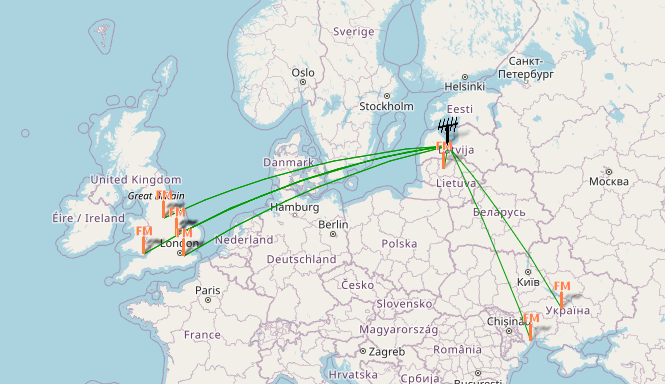 Sverige
Oslo
Санкт-
Петербург
Helsinki
Stockholm
Eesti
FM
Latvija
Danmark
Lietuva
Москва
United Kingdom
Great Britain
FM
Беларусь
Hamburg
FM
Éire / Ireland
FM
FM
London
Nederland
Berlin
Polska
Deutschland
Київ
Paris
Česko
FM
Україна
Slovensko
FM
Chișinău
France
Magyarország
Zagreb
România
Hrvatska
Србија
București